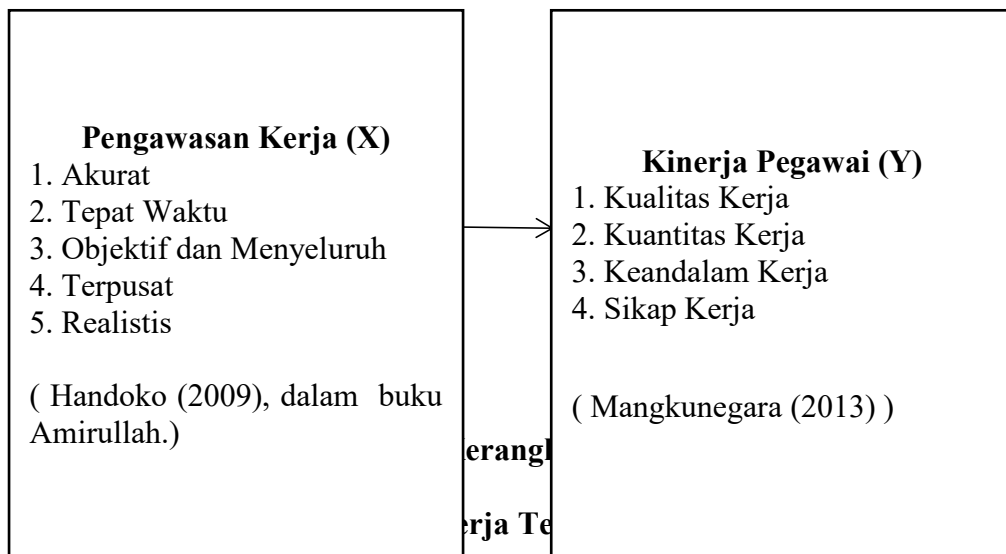 Pengawasan Kerja (X)
1. Akurat
2. Tepat Waktu
3. Objektif dan Menyeluruh
4. Terpusat
5. Realistis
( Handoko (2009), dalam buku
Amirullah.)
Kinerja Pegawai (Y)
1. Kualitas Kerja
2. Kuantitas Kerja
3. Keandalam Kerja
4. Sikap Kerja
( Mangkunegara (2013) )